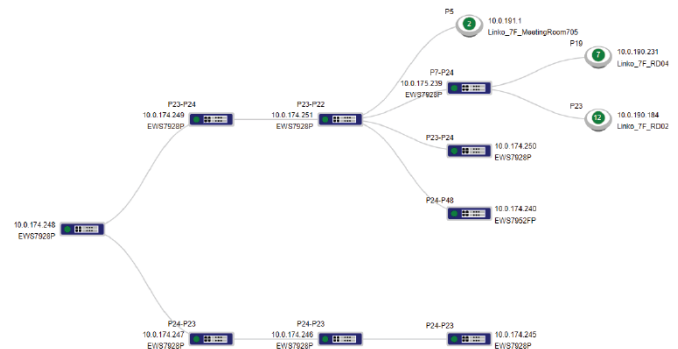 P5
2
10.0.191.1
Linko_7F_MeetingRoom705
P19
7
10.0.190.231
Linko_7F_RD04
P7-P24
10.0.175.239
EWS7928P
P23
12
10.0.190.184
Linko_7F_RD02
P23-P24
10.0.174.249
EWS7928P
P23-P22
10.0.174.251
EWS7928P
P23-P24
10.0.174.250
EWS7928P
P24-P48
10.0.174.240
EWS7952FP
10.0.174.248
EWS7928P
P24-P23
10.0.174.247
EWS7928P
P24-P23
10.0.174.246
EWS7928P
P24-P23
10.0.174.245
EWS7928P